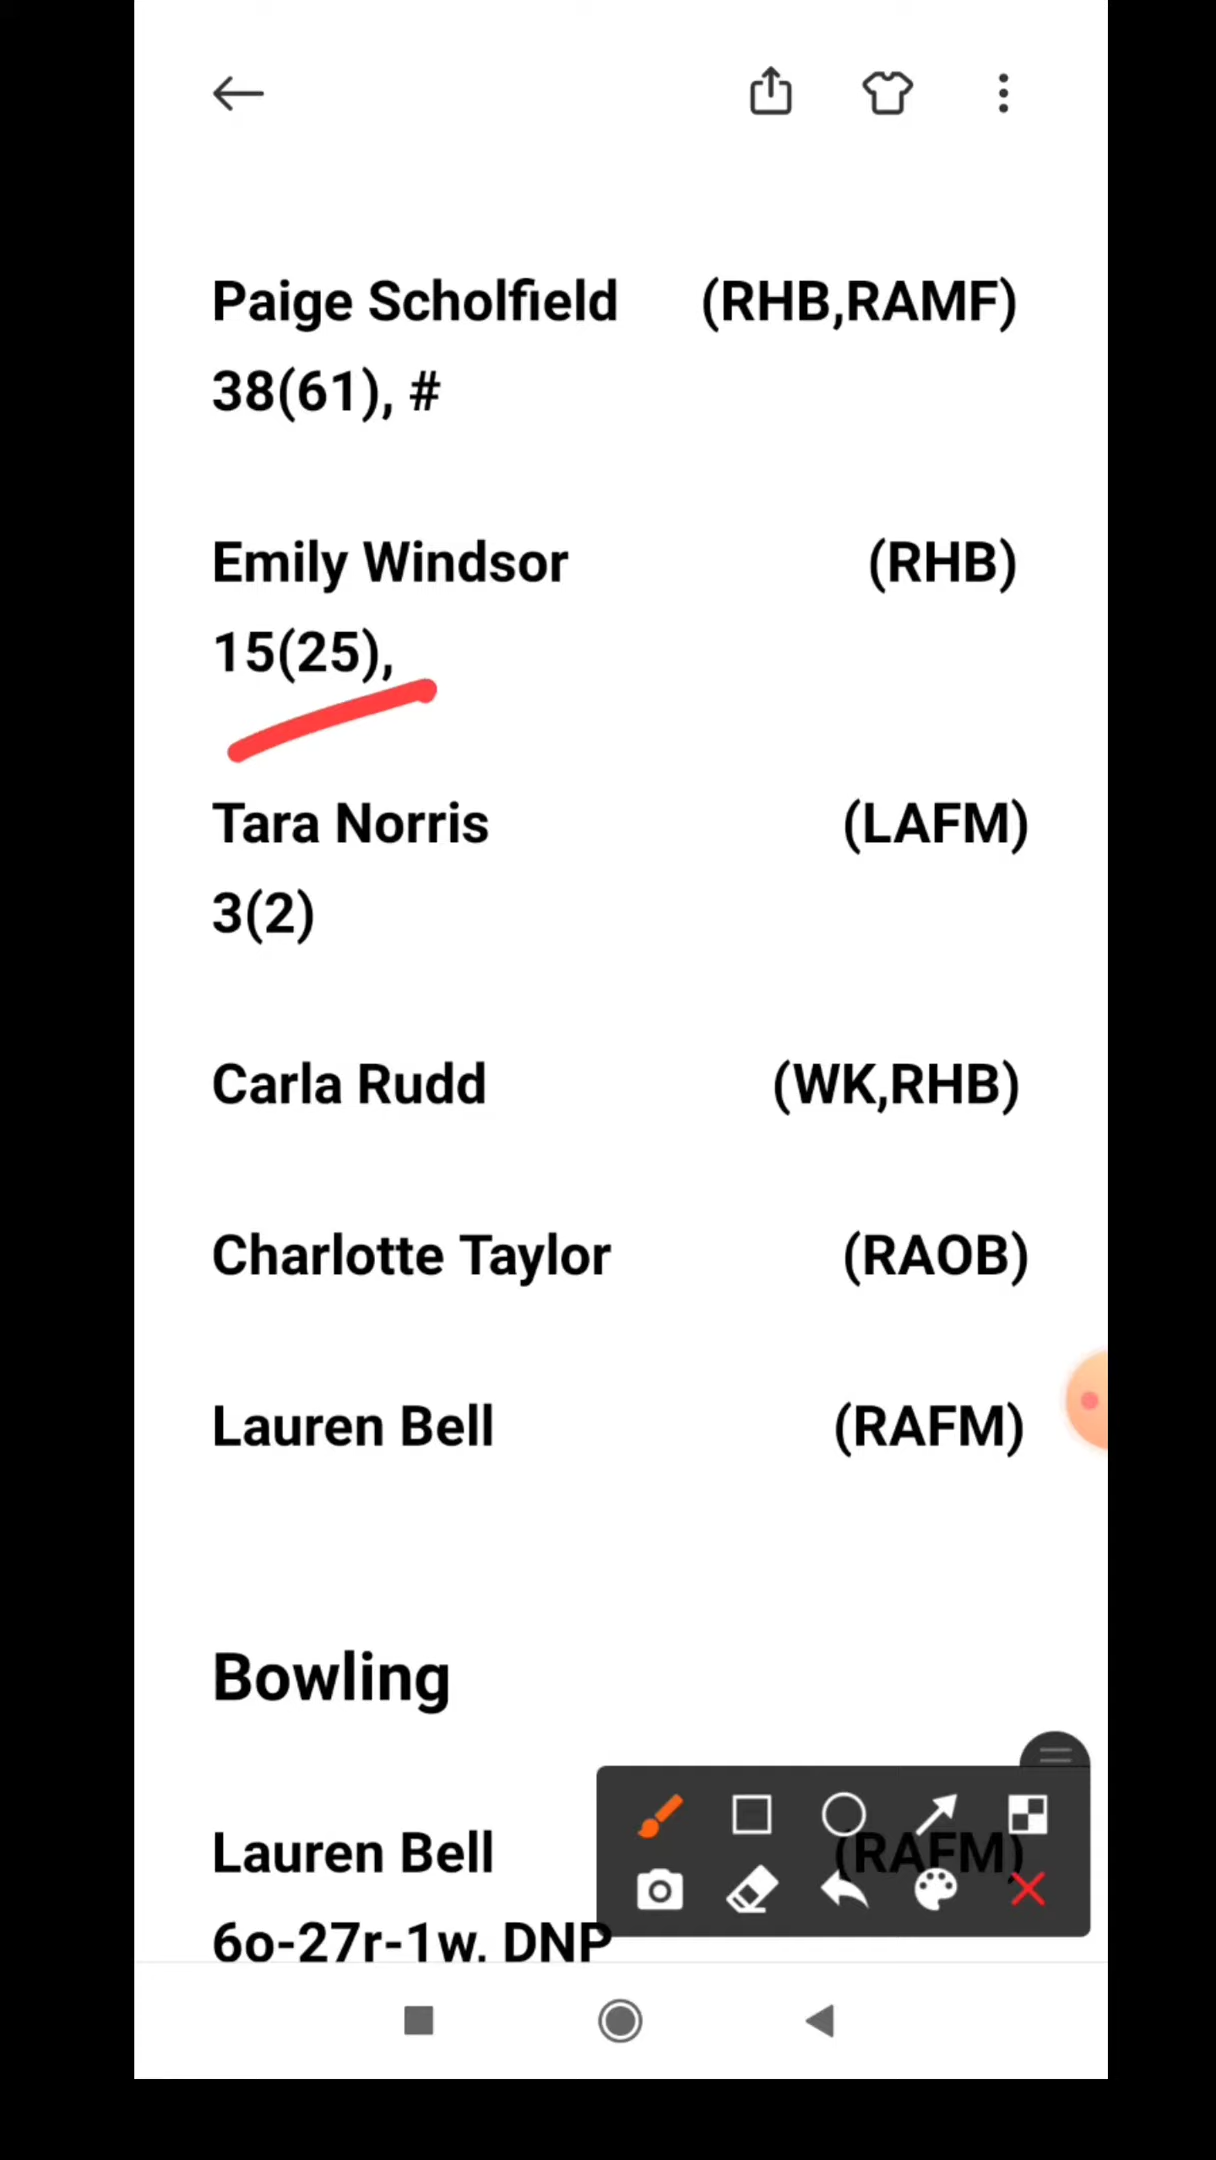 Paige Scholfield (RHB,RAMF)
38(61), #
Emily Windsor (RHB)
15(25),
Tara Norris (LAFM)
3(2)
Carla Rudd (WK,RHB)
Charlotte Taylor (RAOB)
Lauren Bell (RAFM)
Bowling
Lauren Bell (RAFM)
6o-27r-1w. DNP